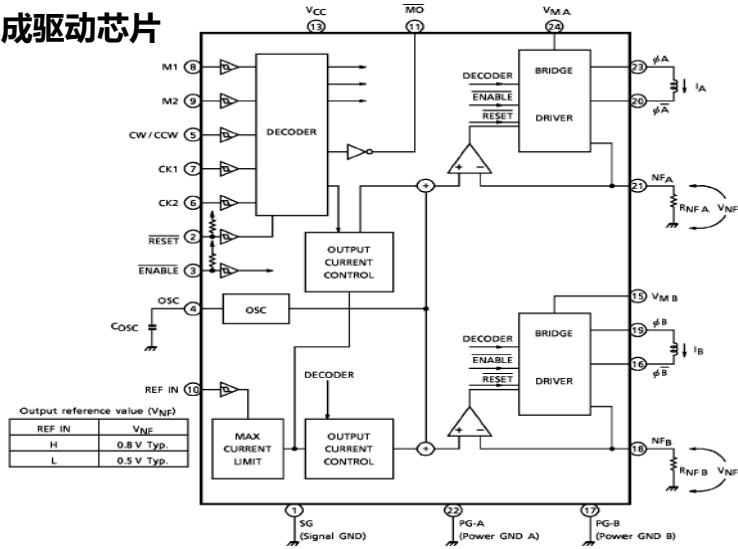 成驱动芯片
VCC
MO
VMA
13
11
24
M1 8
M2 9
CW/CCW 5
CK1 7
CK2 6
RESET 2
ENABLE 3
DECODER
DECODER
ENABLE
RESET
BRIDGE
DRIVER
23 φA
IA
20 φA
+ −
+
21 NFA
RNFA VNF
OUTPUT
CURRENT
CONTROL
OSC 4
COSC
OSC
15 VMB
DECODER
ENABLE
RESET
BRIDGE
DRIVER
19 φB
IB
16 φB
REF IN 10
DECODER
Output reference value (VNF)
REF IN VNF
H 0.8 V Typ.
L 0.5 V Typ.
MAX
CURRENT
LIMIT
OUTPUT
CURRENT
CONTROL
+
+ −
18 NFB
RNFB VNF
1
SG
(Signal GND)
22
PG-A
(Power GND A)
17
PG-B
(Power GND B)